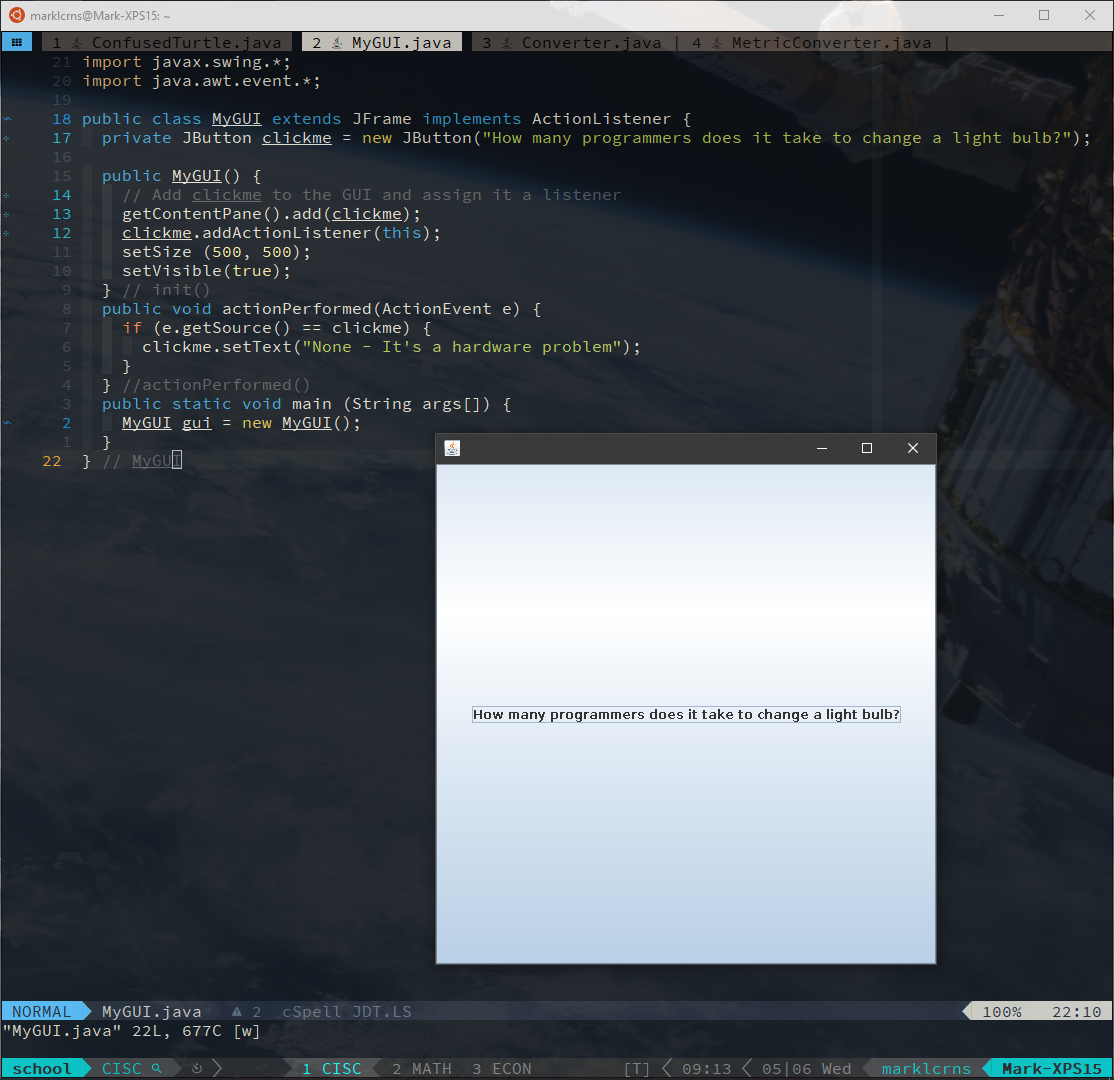 marklcrns@Mark-XPS15: ~
1 ConfusedTurtle.java 2 MyGUI.java 3 Converter.java | 4 MetricConverter.java |
21 import javax.swing.*;
20 import java.awt.event.*;
19
18 public class MyGUI extends JFrame implements ActionListener {
17 private JButton clickme = new JButton("How many programmers does it take to change a light bulb?");
16
15 public MyGUI() {
14 // Add clickme to the GUI and assign it a listener
13 getContentPane().add(clickme);
12 clickme.addActionListener(this);
11 setSize (500, 500);
10 setVisible(true);
9 } // init()
8 public void actionPerformed(ActionEvent e) {
7 if (e.getSource() == clickme) {
6 clickme.setText("None - It's a hardware problem");
5 }
4 } //actionPerformed()
3 public static void main (String args[]) {
2 MyGUI gui = new MyGUI();
1 }
22 } // MyGUI
How many programmers does it take to change a light bulb?
NORMAL MyGUI.java 2 cSpell JDT.LS 100% 22:10
"MyGUI.java" 22L, 677C [w]
school CISC 1 CISC 2 MATH 3 ECON [T] 09:13 05|06 Wed marklcrns Mark-XPS15